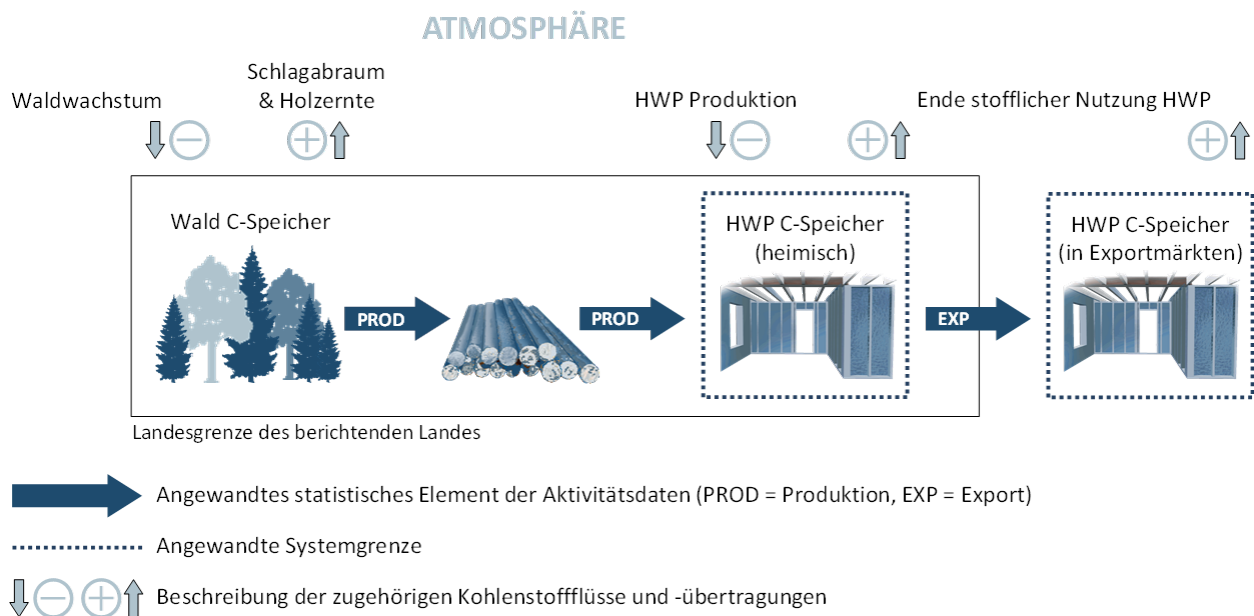 ATMOSPHÄRE
Waldwachstum
Schlagabraum
& Holzernte
HWP Produktion
Ende stofflicher Nutzung HWP
Wald C-Speicher
HWP C-Speicher
(heimisch)
HWP C-Speicher
(in Exportmärkten)
PROD
PROD
EXP
Landesgrenze des berichtenden Landes
Angewandtes statistisches Element der Aktivitätsdaten (PROD = Produktion, EXP = Export)
Angewandte Systemgrenze
Beschreibung der zugehörigen Kohlenstoffflüsse und -übertragungen